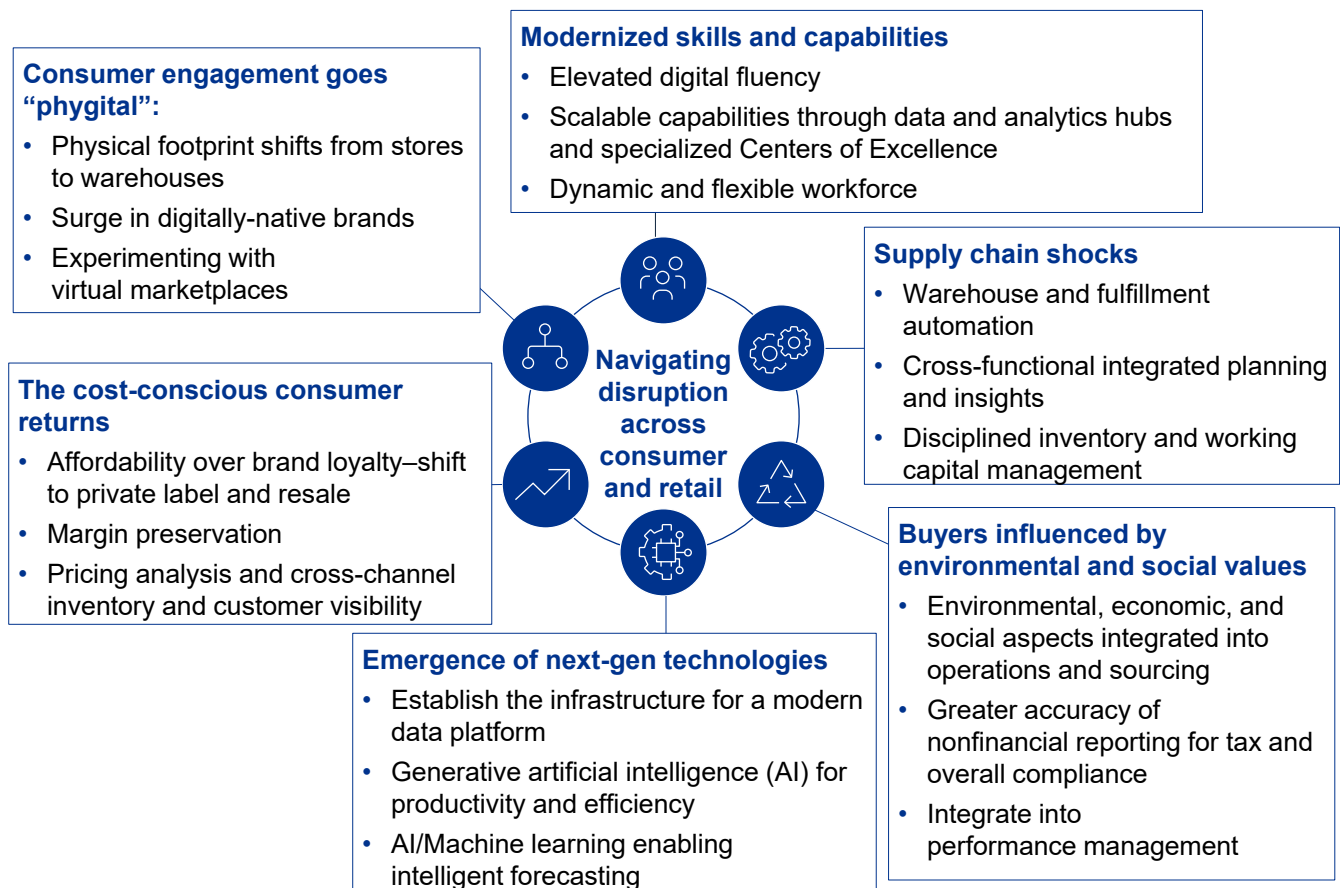 Modernized skills and capabilities
• Elevated digital fluency
• Scalable capabilities through data and analytics hubs
and specialized Centers of Excellence
• Dynamic and flexible workforce
Consumer engagement goes
“phygital”:
• Physical footprint shifts from stores
to warehouses
• Surge in digitally-native brands
• Experimenting with
virtual marketplaces
Supply chain shocks
• Warehouse and fulfillment
automation
• Cross-functional integrated planning
and insights
• Disciplined inventory and working
capital management
Navigating
disruption
across
consumer
and retail
The cost-conscious consumer
returns
• Affordability over brand loyalty–shift
to private label and resale
• Margin preservation
• Pricing analysis and cross-channel
inventory and customer visibility
Buyers influenced by
environmental and social values
• Environmental, economic, and
social aspects integrated into
operations and sourcing
• Greater accuracy of
nonfinancial reporting for tax and
overall compliance
• Integrate into
performance management
Emergence of next-gen technologies
• Establish the infrastructure for a modern
data platform
• Generative artificial intelligence (AI) for
productivity and efficiency
• AI/Machine learning enabling
intelligent forecasting